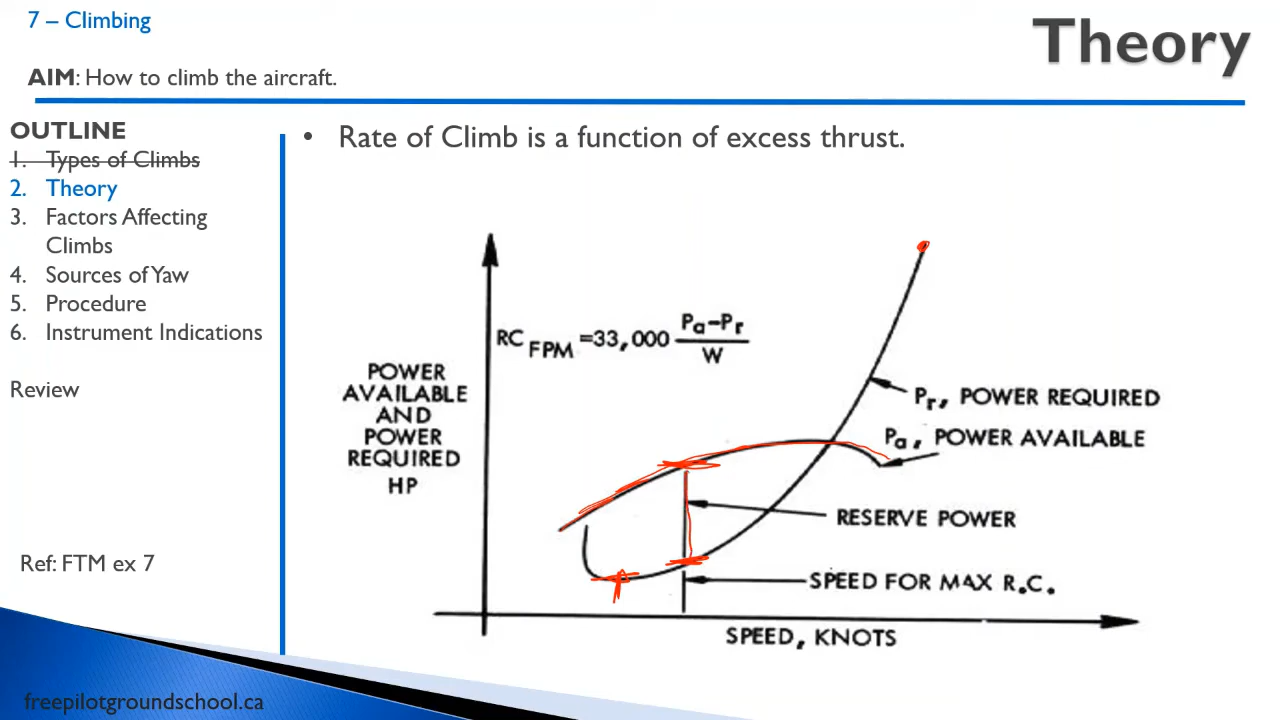 7 – Climbing
Theory
AIM: How to climb the aircraft.
OUTLINE
1. Types of Climbs
2. Theory
3. Factors Affecting
Climbs
4. Sources of Yaw
5. Procedure
6. Instrument Indications
Review
Ref: FTM ex 7
freepilotgroundschool.ca
• Rate of Climb is a function of excess thrust.
RC FPM =33,000 Pa–Pr
W
POWER
AVAILABLE
AND
POWER
REQUIRED
HP
Pr, POWER REQUIRED
Pa, POWER AVAILABLE
RESERVE POWER
SPEED FOR MAX R.C.
SPEED, KNOTS